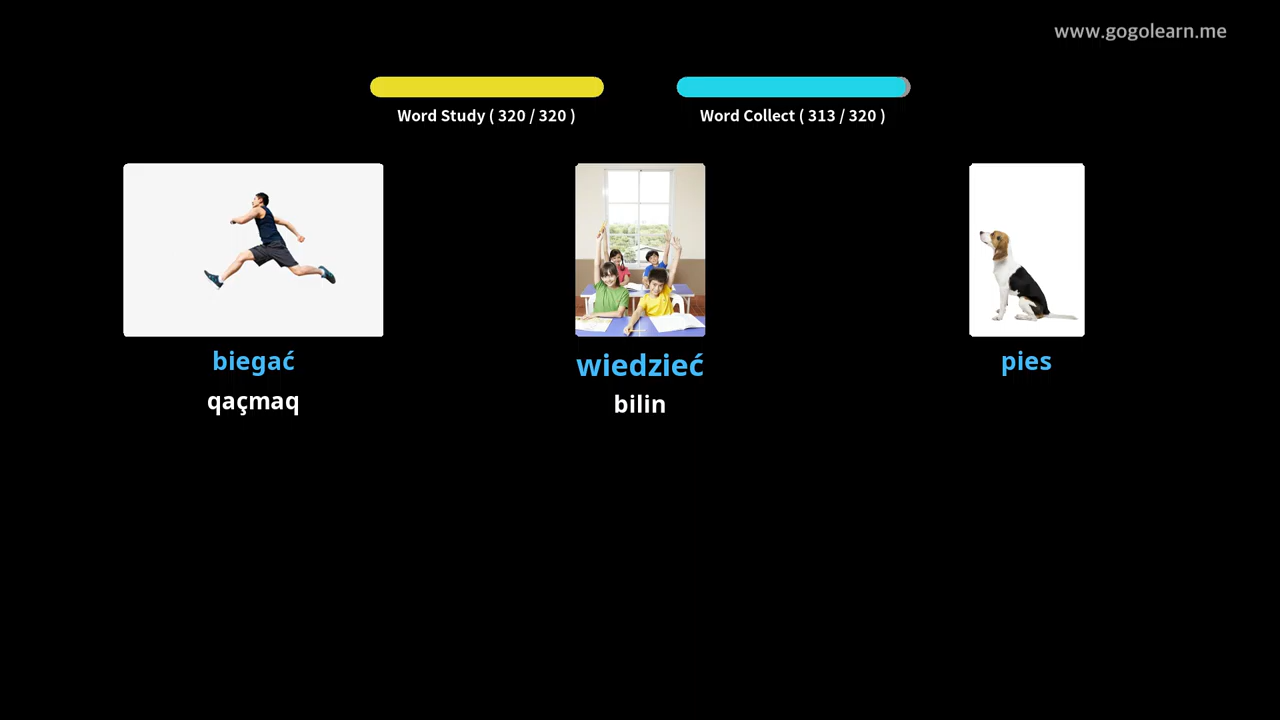 www.gogolearn.me
Word Study ( 320 / 320 )
Word Collect ( 313 / 320 )
biegać
qaçmaq
wiedzieć
bilin
pies